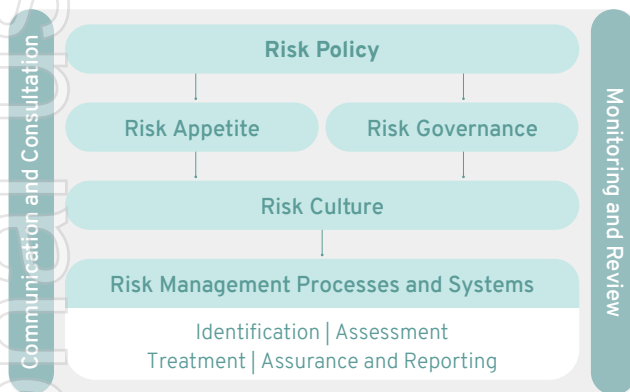 Communication and Consultation
Risk Policy
Risk Appetite
Risk Governance
Risk Culture
Risk Management Processes and Systems
Identification | Assessment
Treatment | Assurance and Reporting
Monitoring and Review